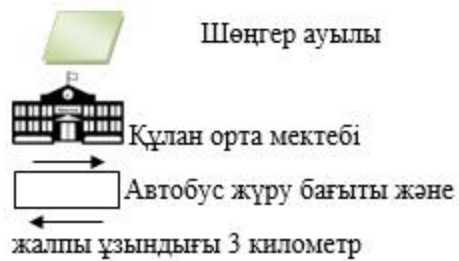 Шөңгер ауылы
Құлан орта мектебі
Автобус жүру бағыты және
жалпы ұзындығы 3 километр